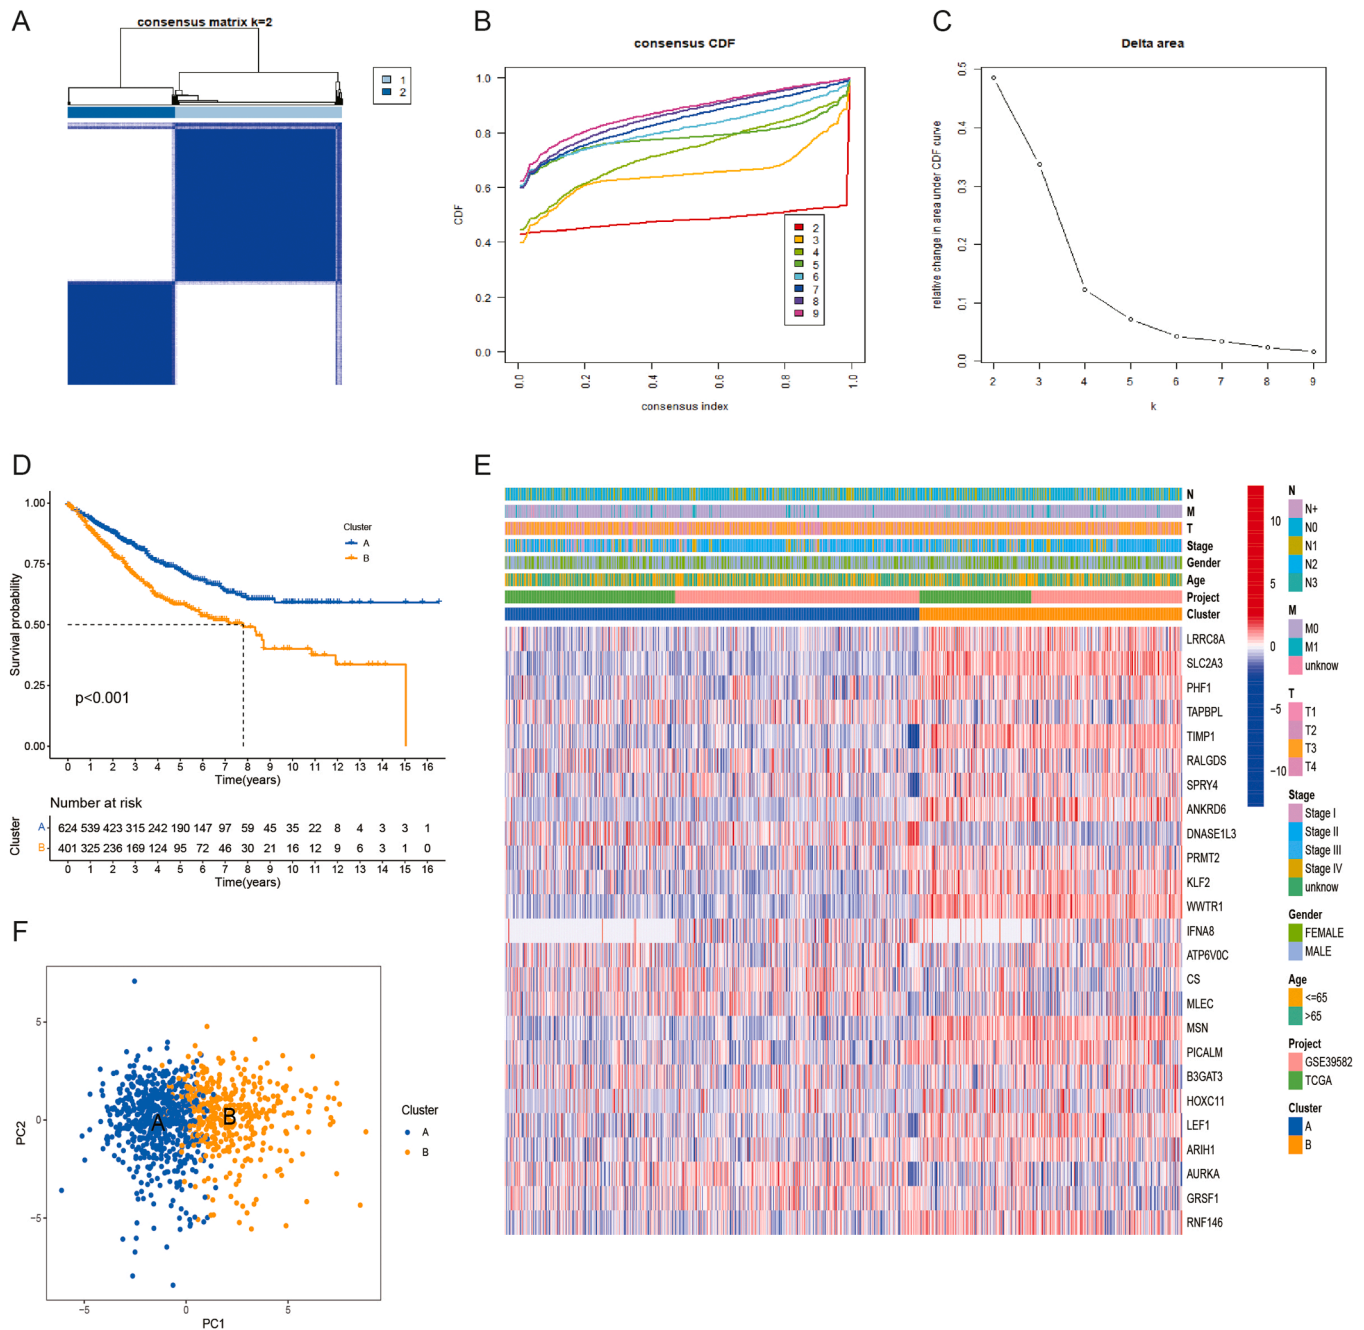 A
consensus matrix k=2
1
2
B
consensus CDF
CDF
1.0
0.8
0.6
0.4
0.2
0.0
0.0
0.2
0.4
0.6
0.8
1.0
consensus index
2
3
4
5
6
7
8
9
C
Delta area
relative change in area under CDF curve
0.5
0.4
0.3
0.2
0.1
0.0
2 3 4 5 6 7 8 9
k
D
Survival probability
1.00
0.75
0.50
0.25
0.00
Cluster
A
B
p<0.001
0 1 2 3 4 5 6 7 8 9 10 11 12 13 14 15 16
Time(years)
Number at risk
Cluster
A 624 539 423 315 242 190 147 97 59 45 35 22 8 4 3 3 1
B 401 325 236 169 124 95 72 46 30 21 16 12 9 6 3 1 0
0 1 2 3 4 5 6 7 8 9 10 11 12 13 14 15 16
Time(years)
E
N
M
T
Stage
Gender
Age
Project
Cluster
LRRC8A
SLC2A3
PHF1
TAPBPL
TIMP1
RALGDS
SPRY4
ANKRD6
DNASE1L3
PRMT2
KLF2
WWTR1
IFNA8
ATP6V0C
CS
MLEC
MSN
PICALM
B3GAT3
HOXC11
LEF1
ARIH1
AURKA
GRSF1
RNF146
10
5
0
−5
−10
N
N+
N0
N1
N2
N3
M
M0
M1
unknow
T
T1
T2
T3
T4
Stage
Stage I
Stage II
Stage III
Stage IV
unknow
Gender
FEMALE
MALE
Age
<=65
>65
Project
GSE39582
TCGA
Cluster
A
B
F
PC2
5
0
−5
A
B
−5
0
5
PC1
Cluster
A
B